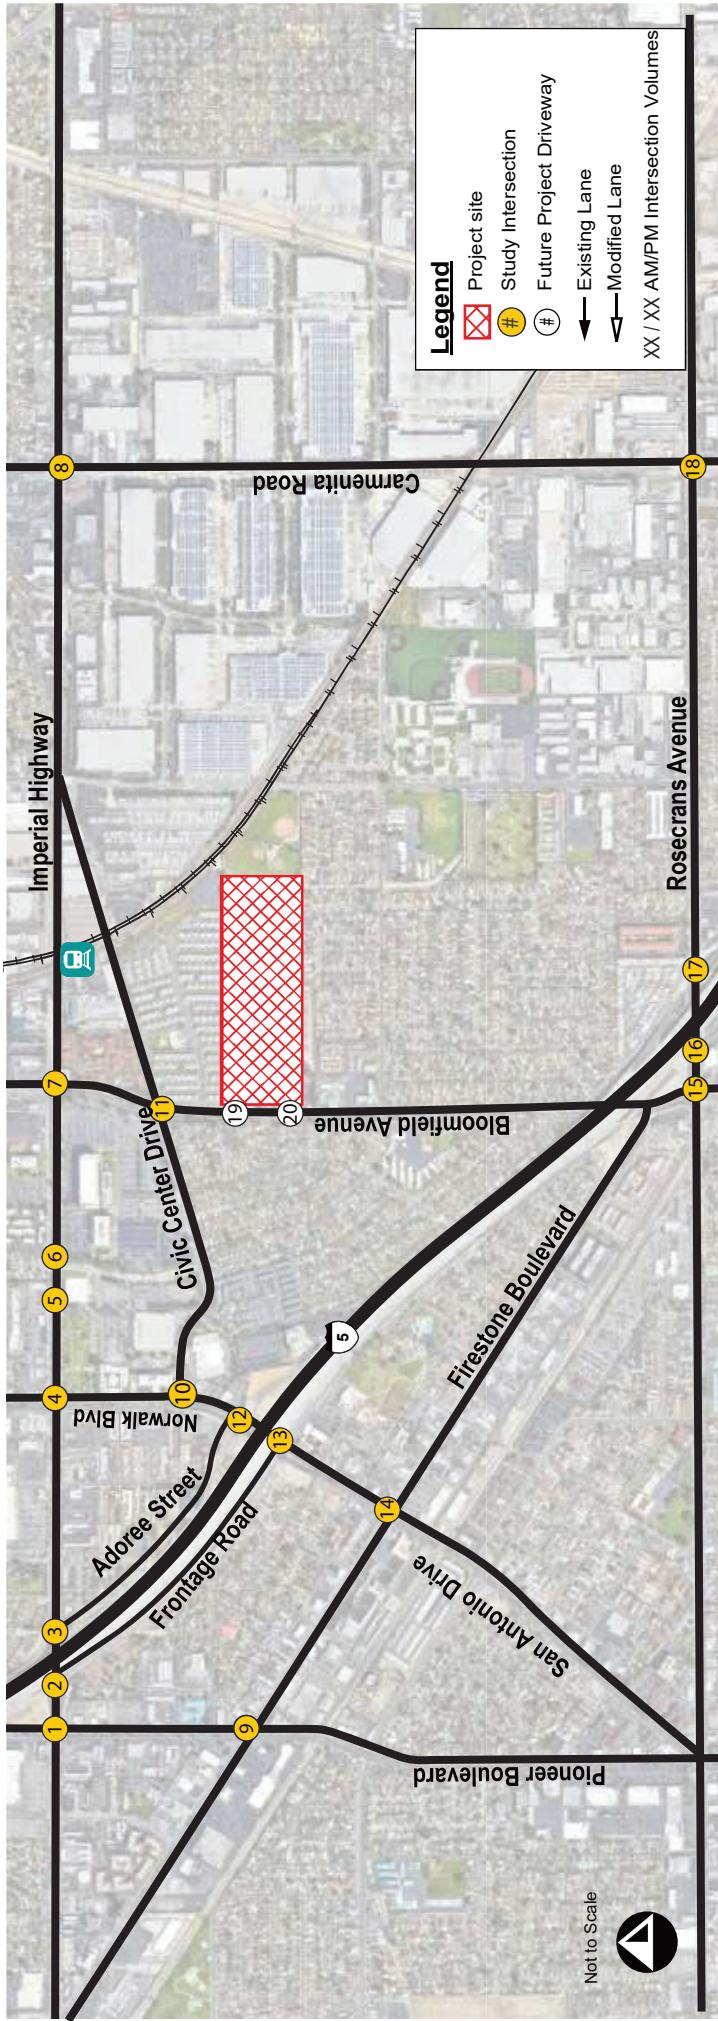 Imperial Highway
1
2
3
4
5
6
7
8
Adoree Street
Frontage Road
Norwalk Blvd
Civic Center Drive
Carmenita Road
9
10
11
12
13
14
19
20
5
Bloomfield Avenue
Firestone Boulevard
San Antonio Drive
Pioneer Boulevard
Rosecrans Avenue
15
16
17
18
Not to Scale
Legend
Project site
# Study Intersection
# Future Project Driveway
Existing Lane
Modified Lane
XX / XX AM/PM Intersection Volumes